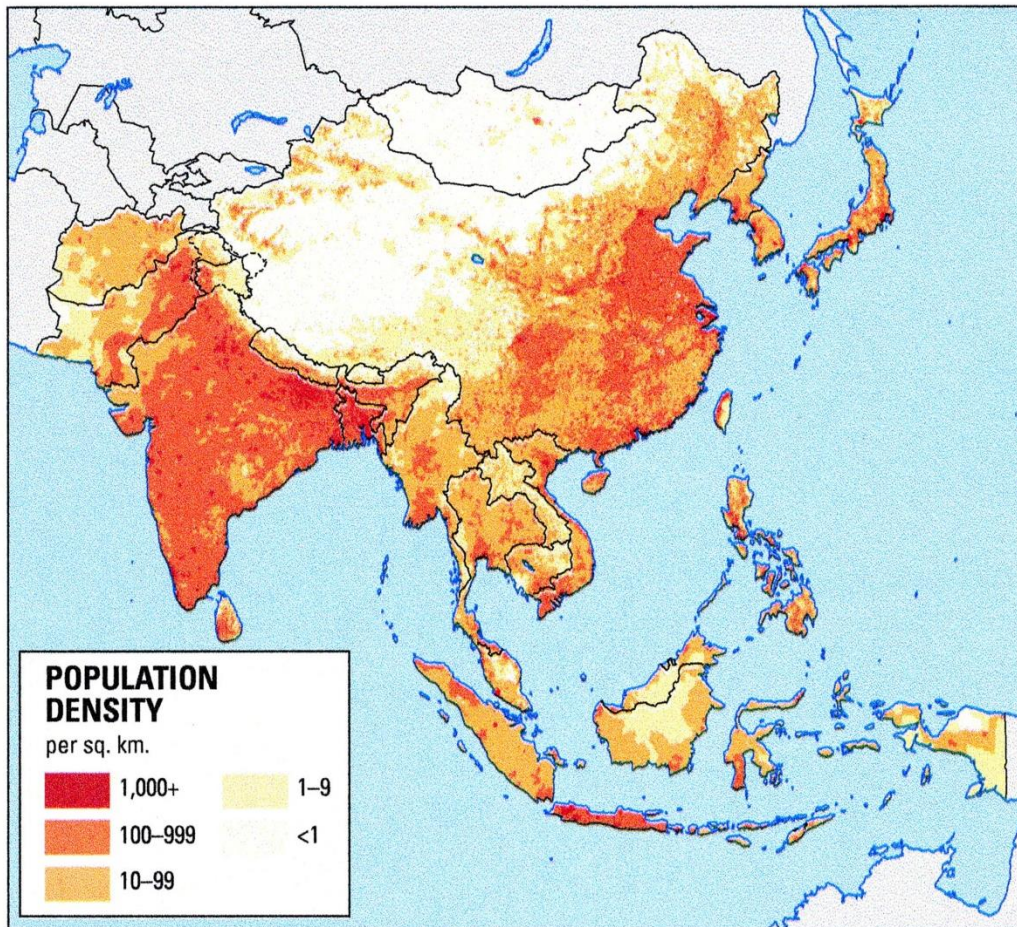 POPULATION
DENSITY
per sq. km.
1,000+
1–9
100–999
<1
10–99